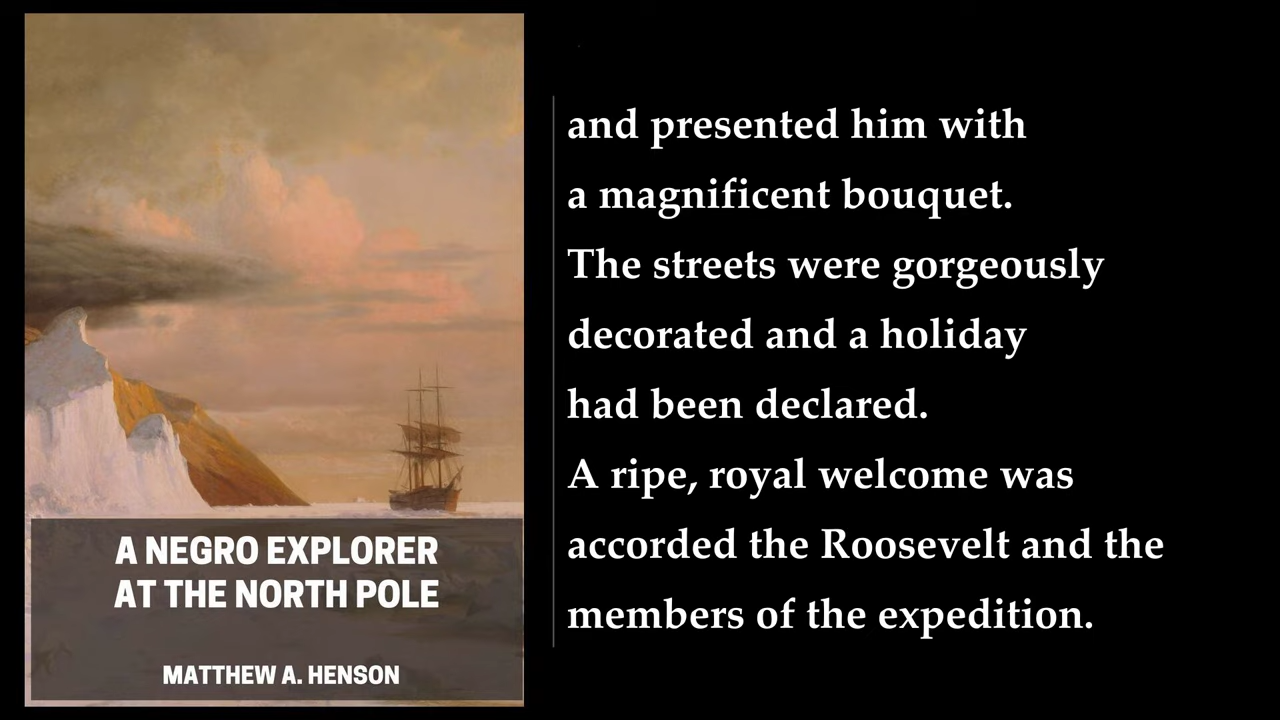 A NEGRO EXPLORER
AT THE NORTH POLE
MATTHEW A. HENSON
and presented him with
a magnificent bouquet.
The streets were gorgeously
decorated and a holiday
had been declared.
A ripe, royal welcome was
accorded the Roosevelt and the
members of the expedition.